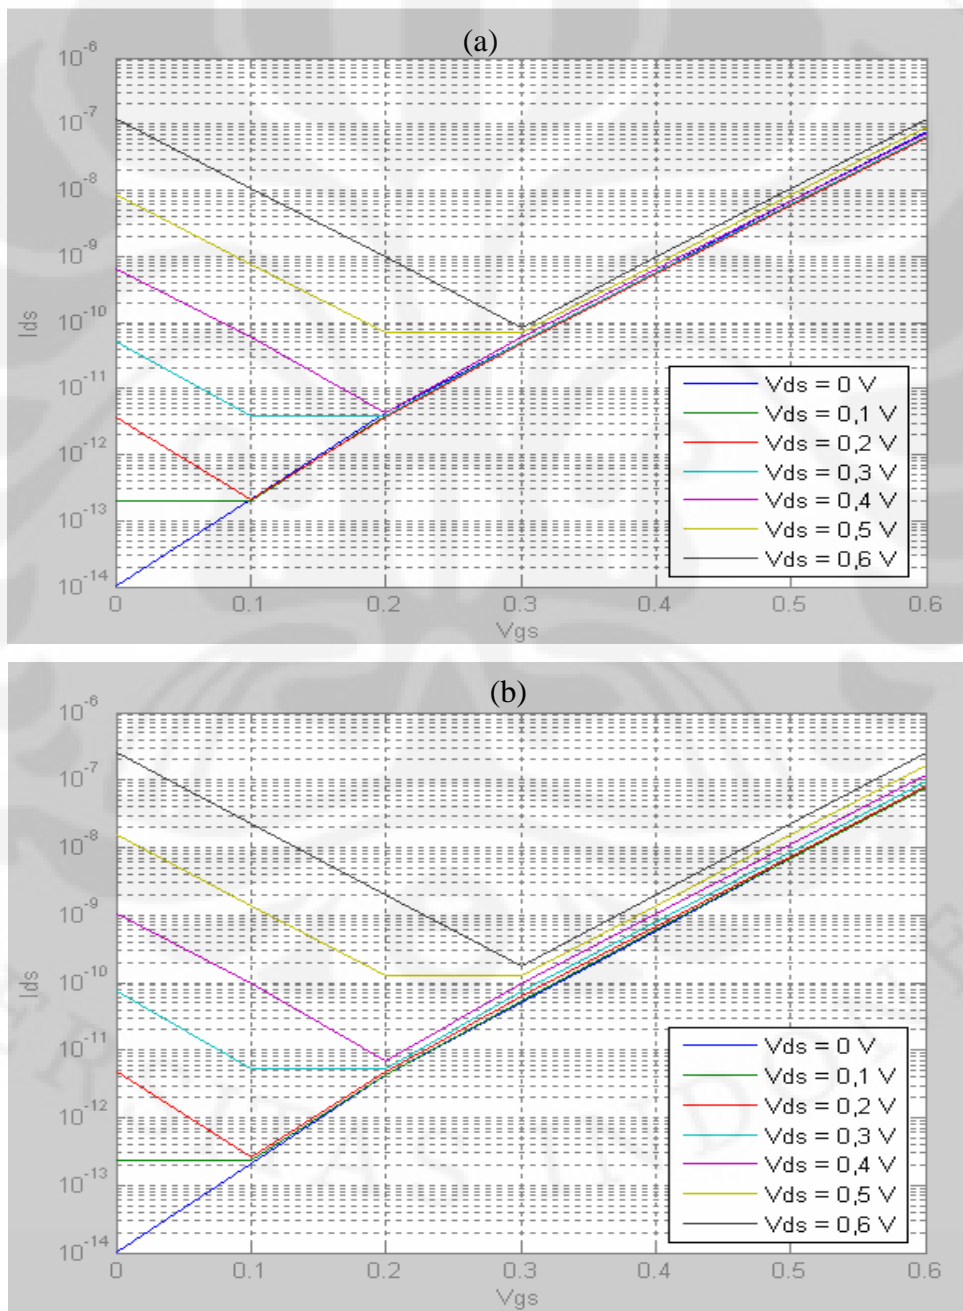 (a)
10^-6
10^-7
10^-8
10^-9
10^-10
10^-11
10^-12
10^-13
10^-14
Ids
0 0.1 0.2 0.3 0.4 0.5 0.6
Vgs
Vds = 0 V
Vds = 0,1 V
Vds = 0,2 V
Vds = 0,3 V
Vds = 0,4 V
Vds = 0,5 V
Vds = 0,6 V
(b)
10^-6
10^-7
10^-8
10^-9
10^-10
10^-11
10^-12
10^-13
10^-14
Ids
0 0.1 0.2 0.3 0.4 0.5 0.6
Vgs
Vds = 0 V
Vds = 0,1 V
Vds = 0,2 V
Vds = 0,3 V
Vds = 0,4 V
Vds = 0,5 V
Vds = 0,6 V